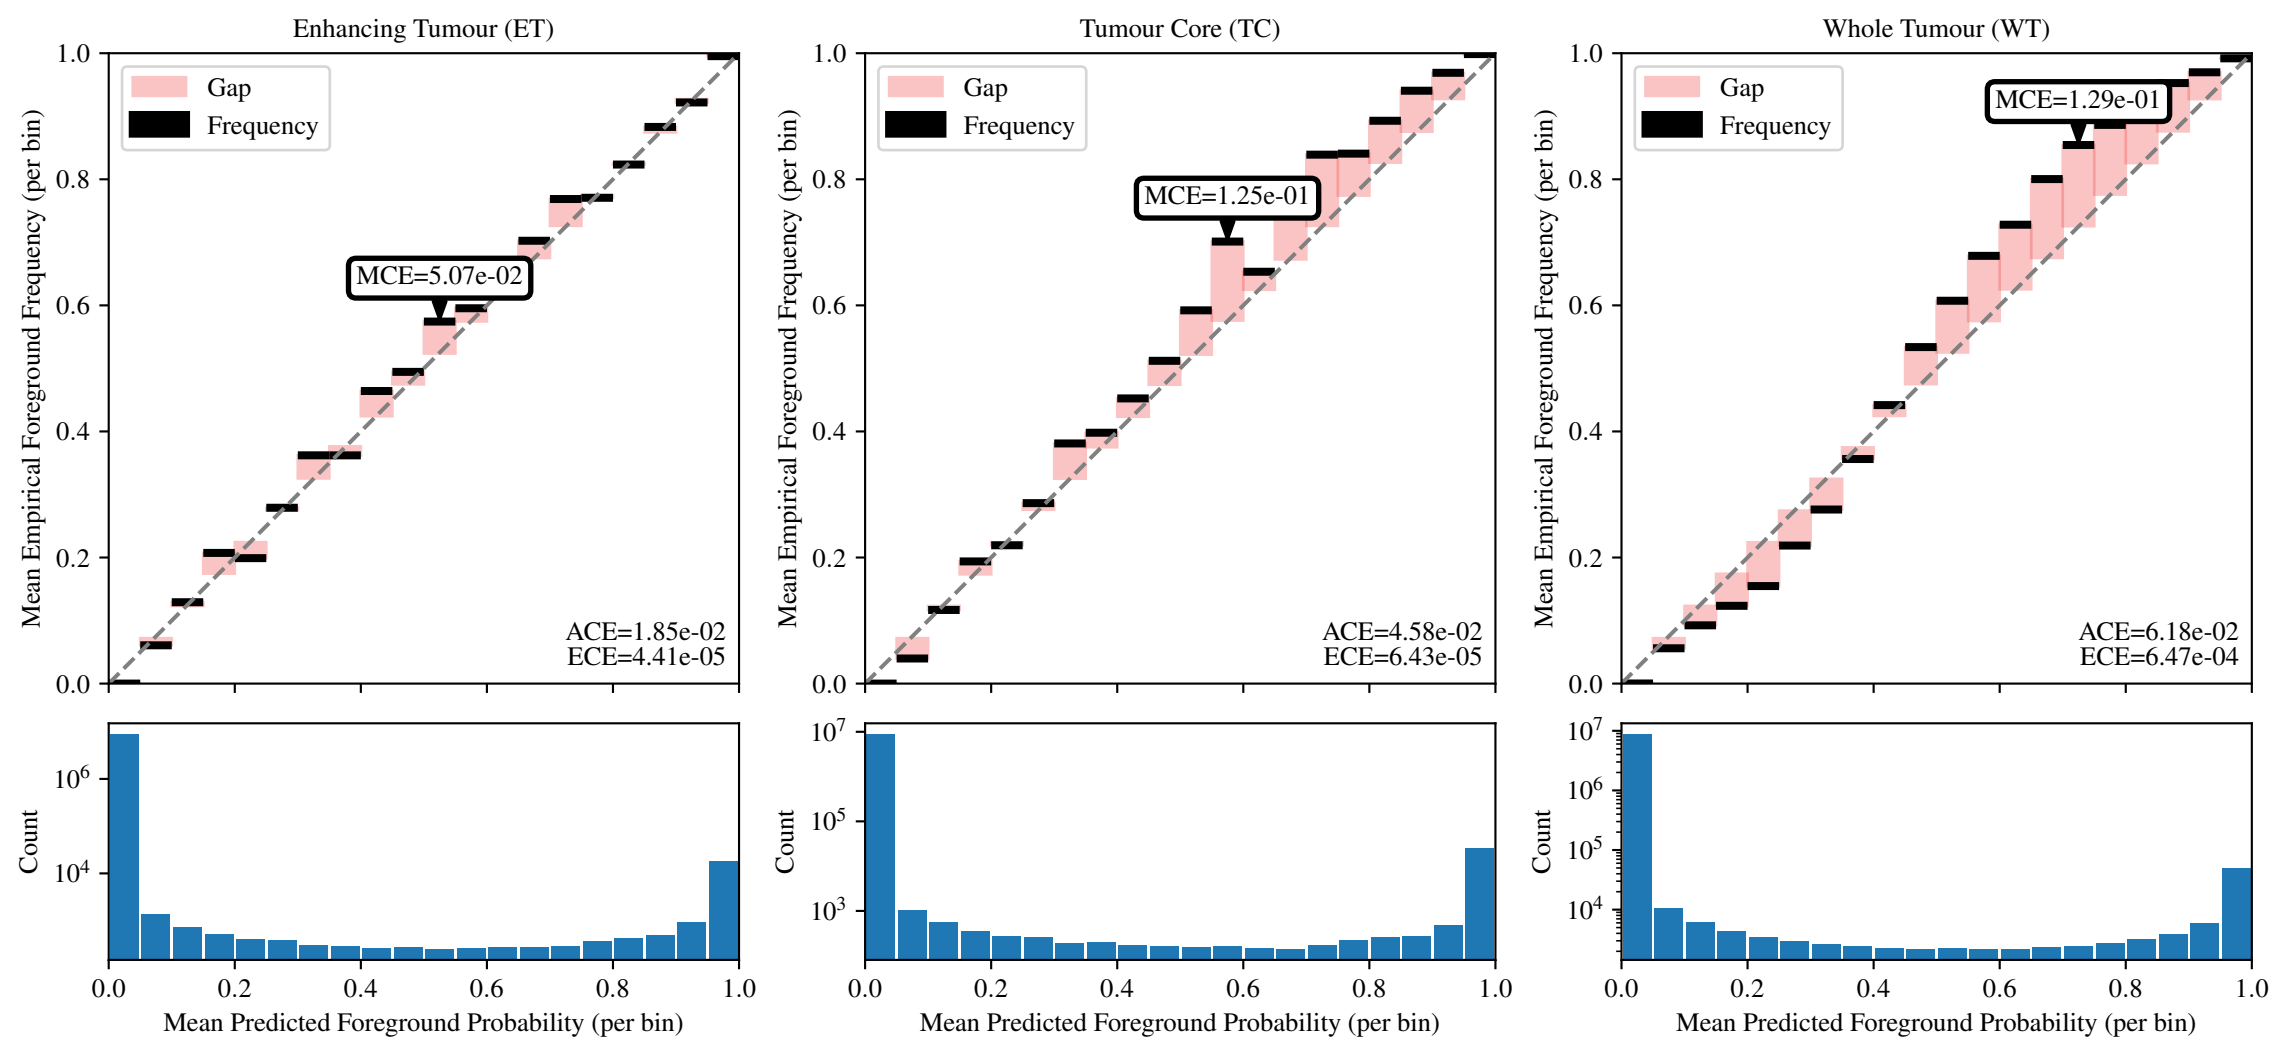 Enhancing Tumour (ET)
Mean Empirical Foreground Frequency (per bin)
1.0
0.8
0.6
0.4
0.2
0.0
Gap
Frequency
MCE=5.07e-02
ACE=1.85e-02
ECE=4.41e-05
Count
10^6
10^4
0.0 0.2 0.4 0.6 0.8 1.0
Mean Predicted Foreground Probability (per bin)
Tumour Core (TC)
Mean Empirical Foreground Frequency (per bin)
1.0
0.8
0.6
0.4
0.2
0.0
Gap
Frequency
MCE=1.25e-01
ACE=4.58e-02
ECE=6.43e-05
Count
10^7
10^5
10^3
0.0 0.2 0.4 0.6 0.8 1.0
Mean Predicted Foreground Probability (per bin)
Whole Tumour (WT)
Mean Empirical Foreground Frequency (per bin)
1.0
0.8
0.6
0.4
0.2
0.0
Gap
Frequency
MCE=1.29e-01
ACE=6.18e-02
ECE=6.47e-04
Count
10^7
10^6
10^5
10^4
0.0 0.2 0.4 0.6 0.8 1.0
Mean Predicted Foreground Probability (per bin)